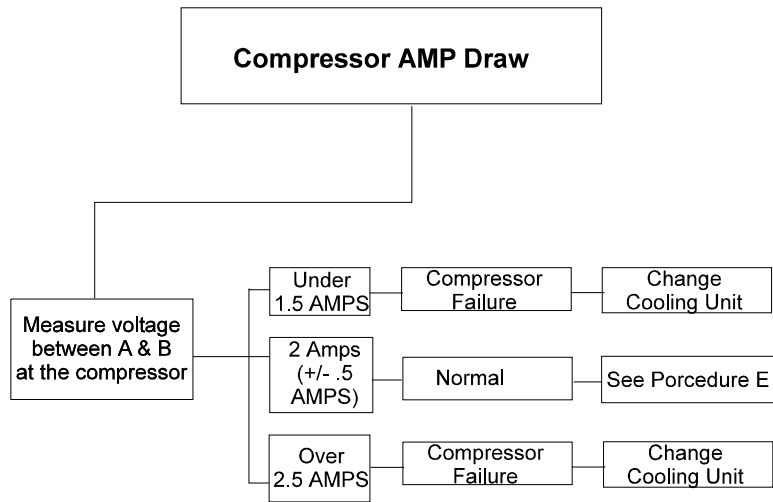 Compressor AMP Draw
Measure voltage
between A & B
at the compressor
Under
1.5 AMPS
Compressor
Failure
Change
Cooling Unit
2 Amps
(+/- .5
AMPS)
Normal
See Porcedure E
Over
2.5 AMPS
Compressor
Failure
Change
Cooling Unit